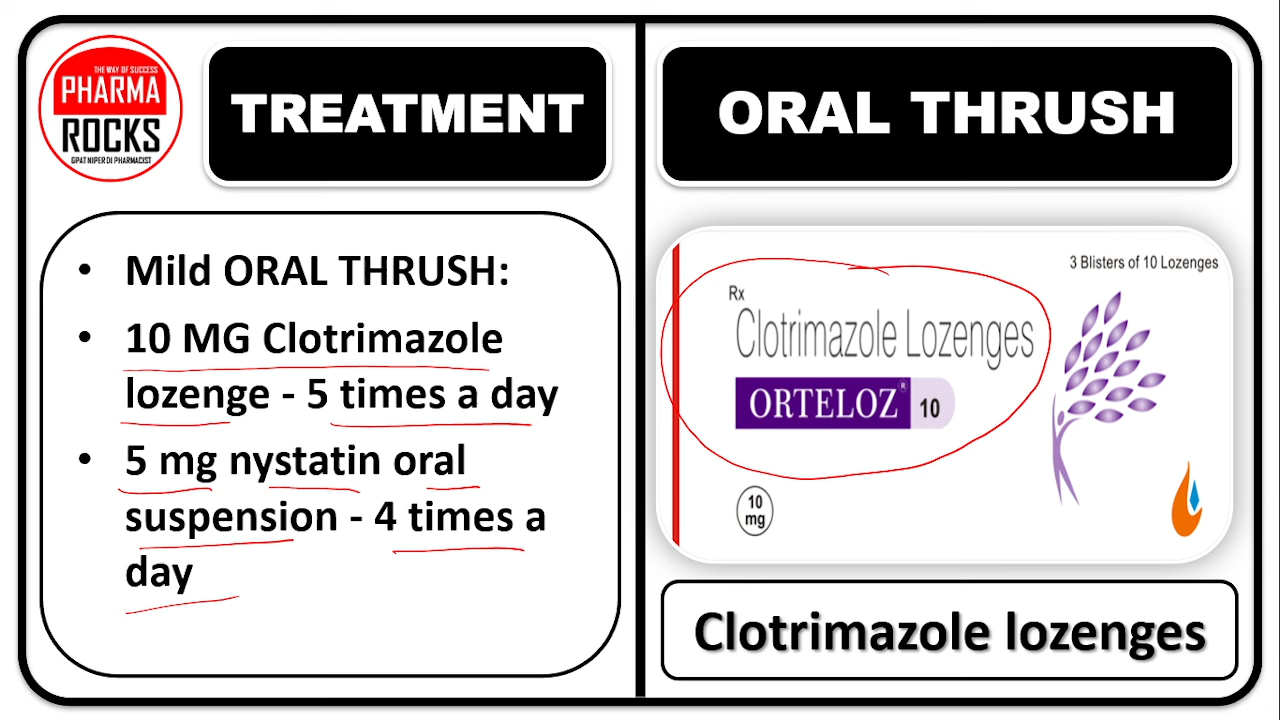 THE WAY OF SUCCESS
PHARMA
ROCKS
GPAT NIPER DI PHARMACIST
TREATMENT
• Mild ORAL THRUSH:
• 10 MG Clotrimazole
lozenge - 5 times a day
• 5 mg nystatin oral
suspension - 4 times a
day
ORAL THRUSH
3 Blisters of 10 Lozenges
Rx
Clotrimazole Lozenges
ORTELOZ® 10
10
mg
Clotrimazole lozenges